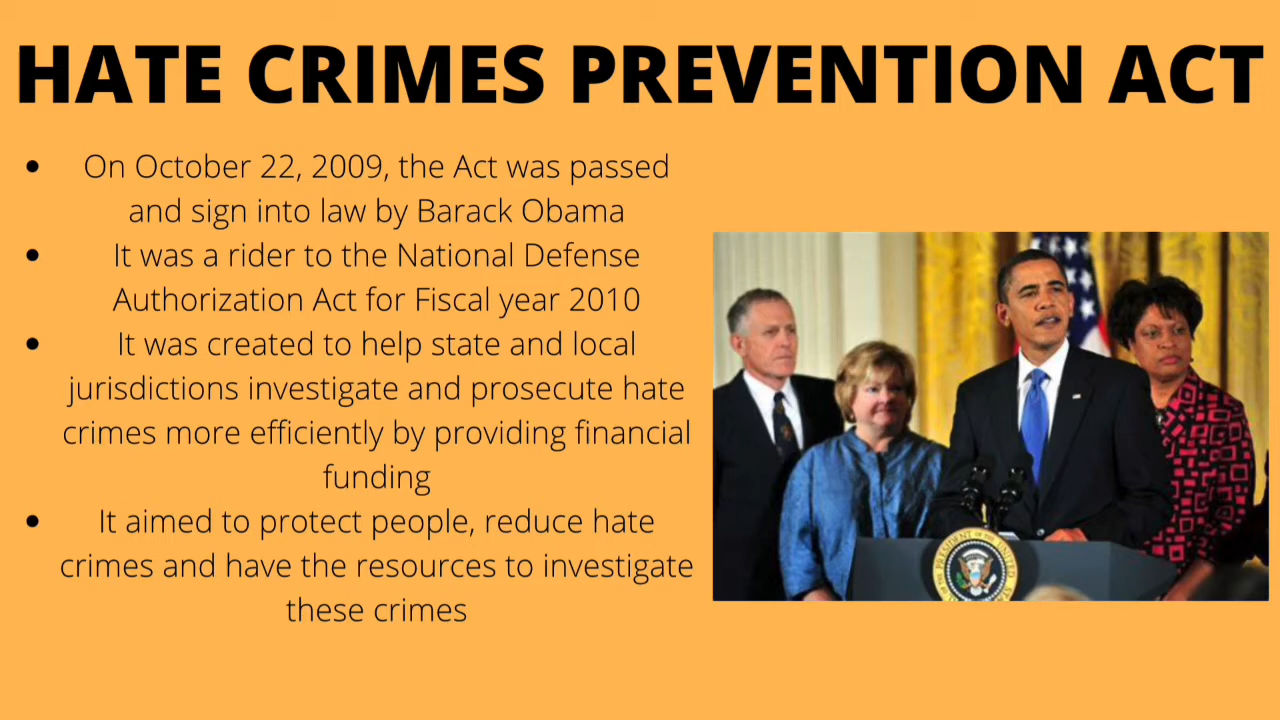 HATE CRIMES PREVENTION ACT
• On October 22, 2009, the Act was passed
and sign into law by Barack Obama
• It was a rider to the National Defense
Authorization Act for Fiscal year 2010
• It was created to help state and local
jurisdictions investigate and prosecute hate
crimes more efficiently by providing financial
funding
• It aimed to protect people, reduce hate
crimes and have the resources to investigate
these crimes